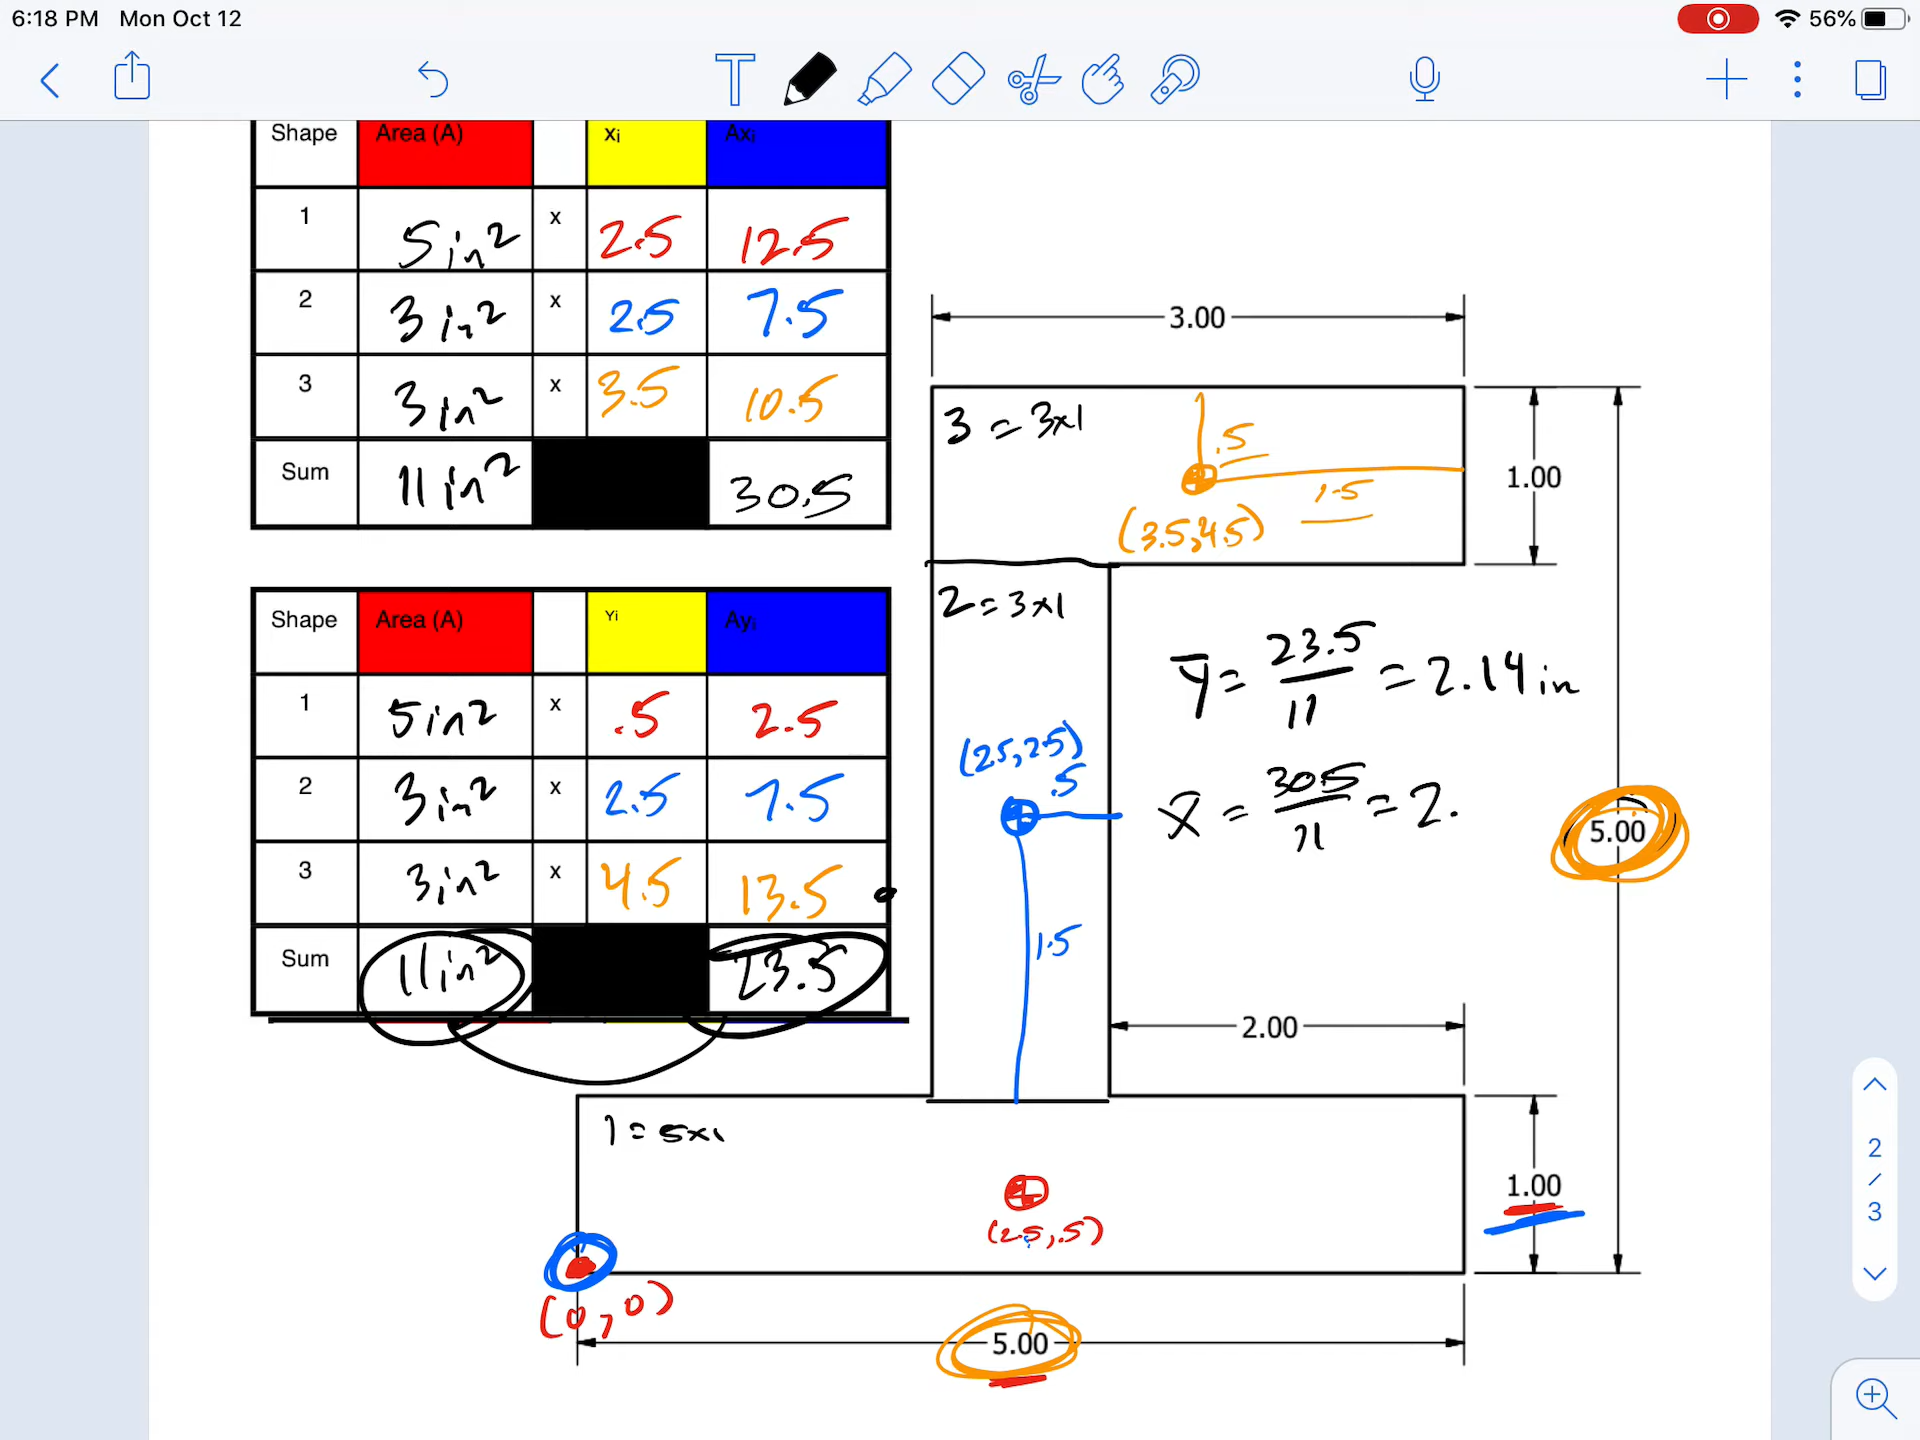 6:18 PM Mon Oct 12
56%
Shape Area (A) xi Axi
1 5in² x 2.5 12.5
2 3in² x 2.5 7.5
3 3in² x 3.5 10.5
Sum 11in² 30.5
Shape Area (A) Yi Ayi
1 5in² x .5 2.5
2 3in² x 2.5 7.5
3 3in² x 4.5 13.5
Sum 11in² 23.5
3.00
3 = 3x1
.5
1.5
(3.5,4.5)
1.00
2 = 3x1
ȳ = 23.5/11 = 2.14in
(2.5,2.5)
.5
x̄ = 30.5/11 = 2.
5.00
1.5
2.00
1 = 5x1
(2.5,.5)
1.00
(0,0)
5.00
2
/
3